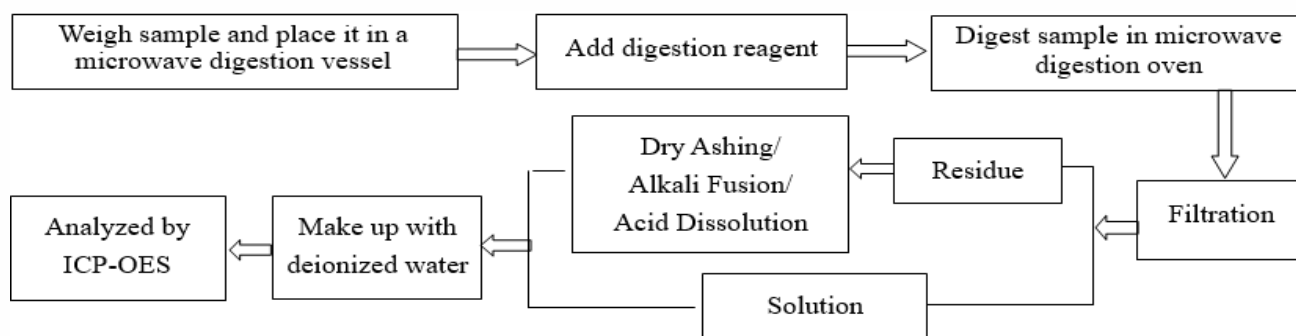 Weigh sample and place it in a
microwave digestion vessel
Add digestion reagent
Digest sample in microwave
digestion oven
Filtration
Residue
Dry Ashing/
Alkali Fusion/
Acid Dissolution
Solution
Make up with
deionized water
Analyzed by
ICP-OES